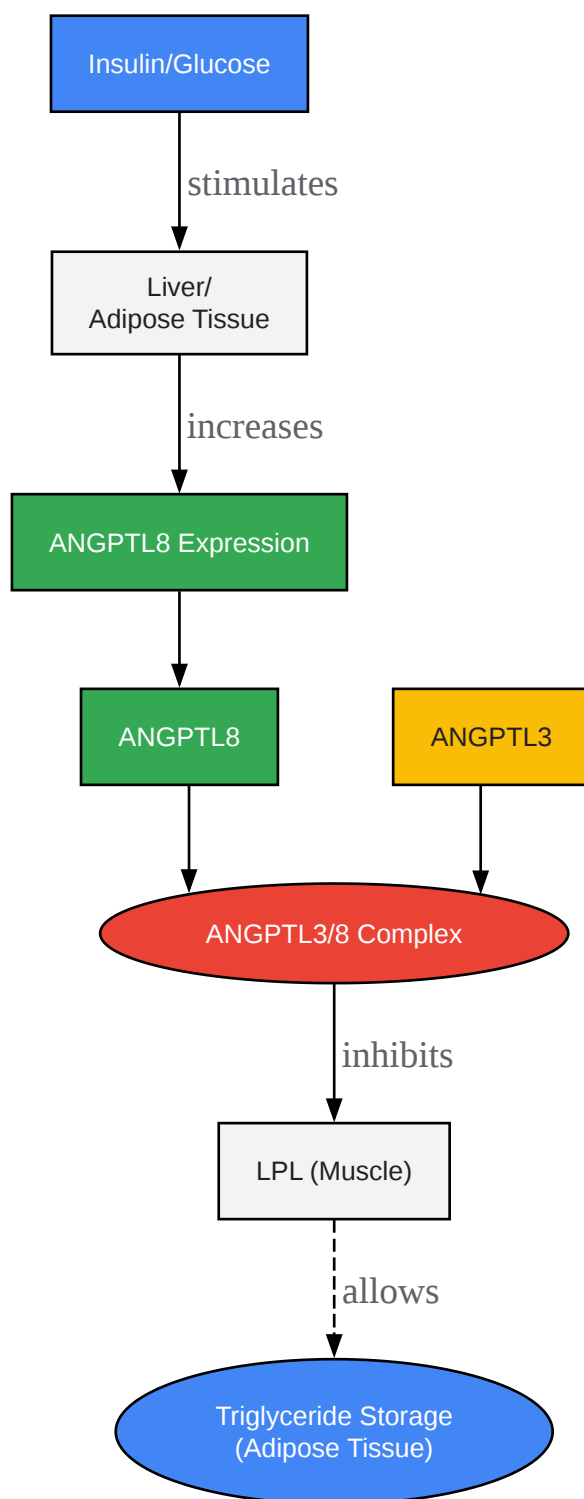 Insulin/Glucose
stimulates
Liver/
Adipose Tissue
increases
ANGPTL8 Expression
ANGPTL8
ANGPTL3
ANGPTL3/8 Complex
inhibits
LPL (Muscle)
allows
Triglyceride Storage
(Adipose Tissue)